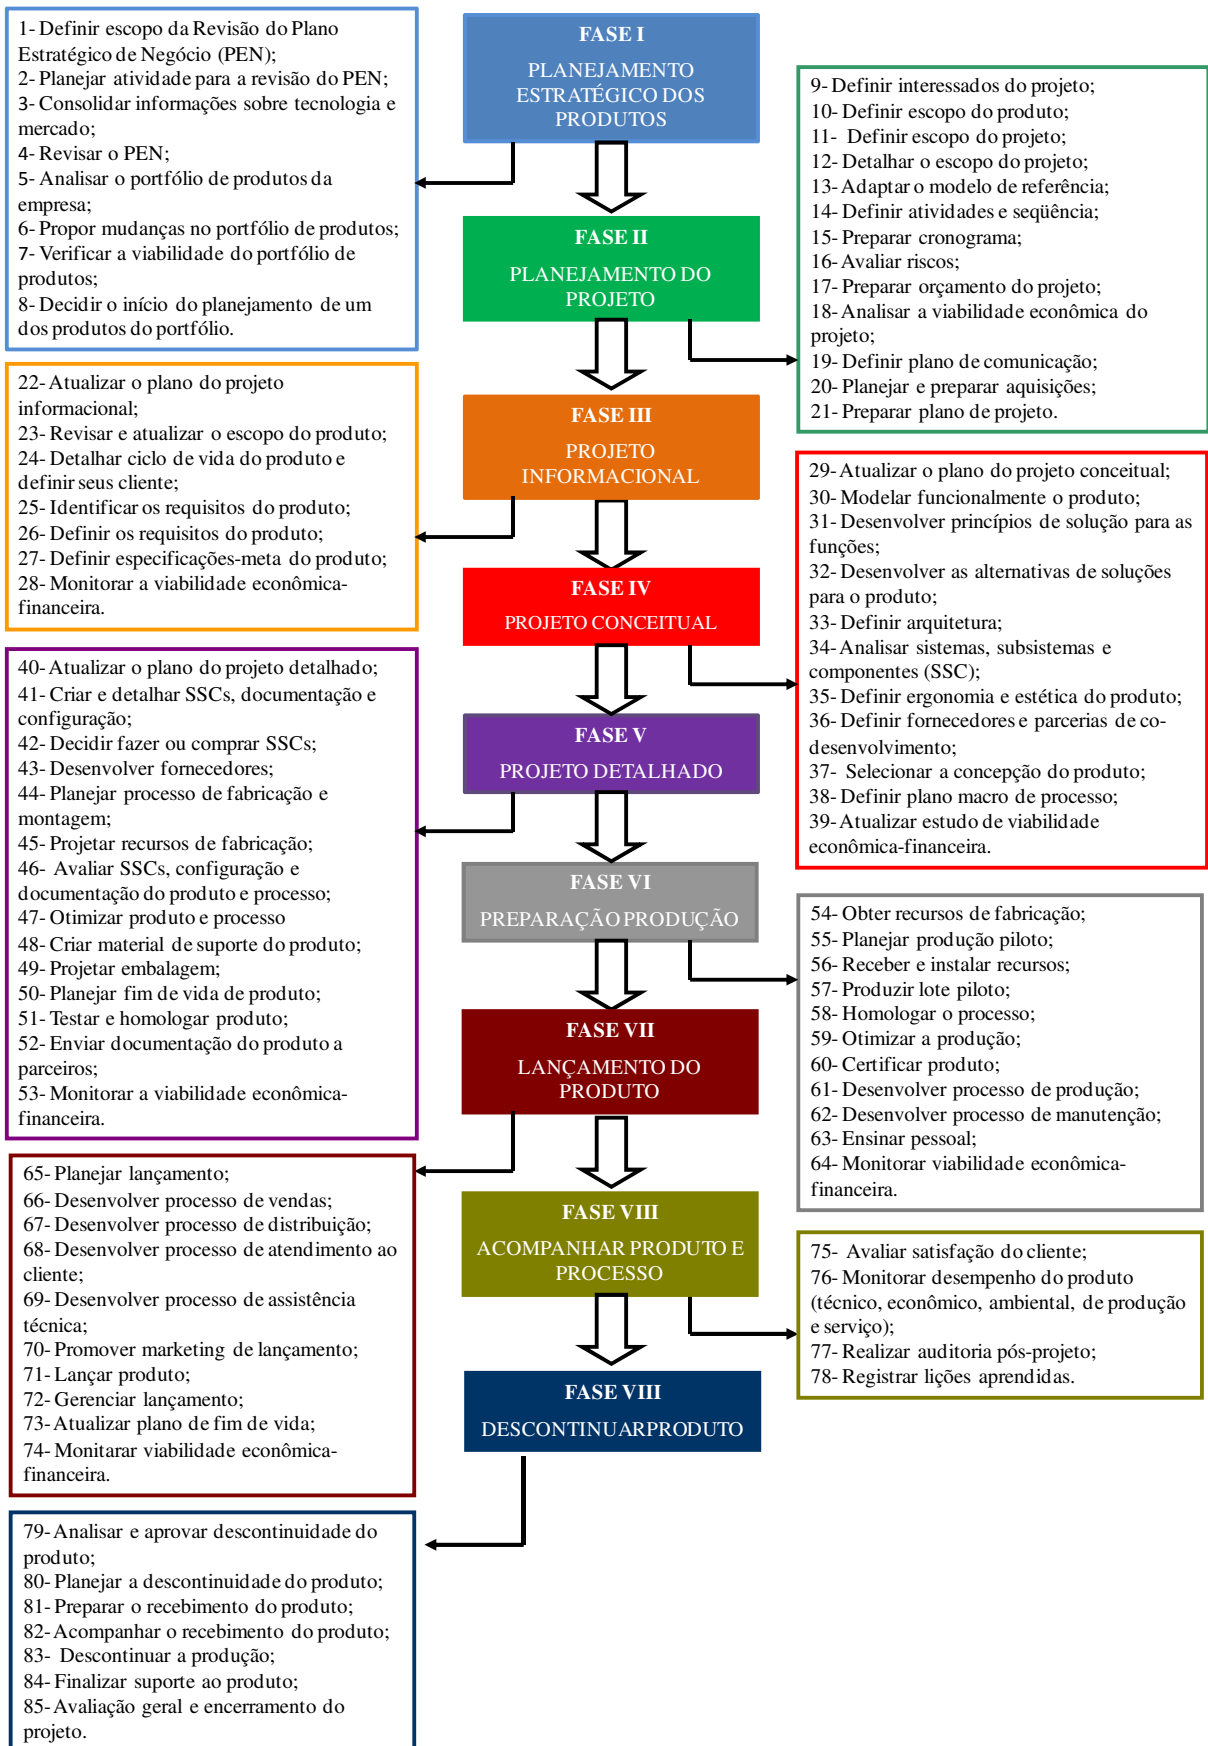 FASE I
PLANEJAMENTO
ESTRATÉGICO DOS
PRODUTOS
1- Definir escopo da Revisão do Plano
Estratégico de Negócio (PEN);
2- Planejar atividade para a revisão do PEN;
3- Consolidar informações sobre tecnologia e
mercado;
4- Revisar o PEN;
5- Analisar o portfólio de produtos da
empresa;
6- Propor mudanças no portfólio de produtos;
7- Verificar a viabilidade do portfólio de
produtos;
8- Decidir o início do planejamento de um
dos produtos do portfólio.
FASE II
PLANEJAMENTO DO
PROJETO
9- Definir interessados do projeto;
10- Definir escopo do produto;
11- Definir escopo do projeto;
12- Detalhar o escopo do projeto;
13- Adaptar o modelo de referência;
14- Definir atividades e seqüência;
15- Preparar cronograma;
16- Avaliar riscos;
17- Preparar orçamento do projeto;
18- Analisar a viabilidade econômica do
projeto;
19- Definir plano de comunicação;
20- Planejar e preparar aquisições;
21- Preparar plano de projeto.
FASE III
PROJETO
INFORMACIONAL
22- Atualizar o plano do projeto
informacional;
23- Revisar e atualizar o escopo do produto;
24- Detalhar ciclo de vida do produto e
definir seus cliente;
25- Identificar os requisitos do produto;
26- Definir os requisitos do produto;
27- Definir especificações-meta do produto;
28- Monitorar a viabilidade econômica-
financeira.
FASE IV
PROJETO CONCEITUAL
29- Atualizar o plano do projeto conceitual;
30- Modelar funcionalmente o produto;
31- Desenvolver princípios de solução para as
funções;
32- Desenvolver as alternativas de soluções
para o produto;
33- Definir arquitetura;
34- Analisar sistemas, subsistemas e
componentes (SSC);
35- Definir ergonomia e estética do produto;
36- Definir fornecedores e parcerias de co-
desenvolvimento;
37- Selecionar a concepção do produto;
38- Definir plano macro de processo;
39- Atualizar estudo de viabilidade
econômica-financeira.
FASE V
PROJETO DETALHADO
40- Atualizar o plano do projeto detalhado;
41- Criar e detalhar SSCs, documentação e
configuração;
42- Decidir fazer ou comprar SSCs;
43- Desenvolver fornecedores;
44- Planejar processo de fabricação e
montagem;
45- Projetar recursos de fabricação;
46- Avaliar SSCs, configuração e
documentação do produto e processo;
47- Otimizar produto e processo
48- Criar material de suporte do produto;
49- Projetar embalagem;
50- Planejar fim de vida de produto;
51- Testar e homologar produto;
52- Enviar documentação do produto a
parceiros;
53- Monitorar a viabilidade econômica-
financeira.
FASE VI
PREPARAÇÃO PRODUÇÃO
54- Obter recursos de fabricação;
55- Planejar produção piloto;
56- Receber e instalar recursos;
57- Produzir lote piloto;
58- Homologar o processo;
59- Otimizar a produção;
60- Certificar produto;
61- Desenvolver processo de produção;
62- Desenvolver processo de manutenção;
63- Ensinar pessoal;
64- Monitorar viabilidade econômica-
financeira.
FASE VII
LANÇAMENTO DO
PRODUTO
65- Planejar lançamento;
66- Desenvolver processo de vendas;
67- Desenvolver processo de distribuição;
68- Desenvolver processo de atendimento ao
cliente;
69- Desenvolver processo de assistência
técnica;
70- Promover marketing de lançamento;
71- Lançar produto;
72- Gerenciar lançamento;
73- Atualizar plano de fim de vida;
74- Monitarar viabilidade econômica-
financeira.
FASE VIII
ACOMPANHAR PRODUTO E
PROCESSO
75- Avaliar satisfação do cliente;
76- Monitorar desempenho do produto
(técnico, econômico, ambiental, de produção
e serviço);
77- Realizar auditoria pós-projeto;
78- Registrar lições aprendidas.
FASE VIII
DESCONTINUAR PRODUTO
79- Analisar e aprovar descontinuidade do
produto;
80- Planejar a descontinuidade do produto;
81- Preparar o recebimento do produto;
82- Acompanhar o recebimento do produto;
83- Descontinuar a produção;
84- Finalizar suporte ao produto;
85- Avaliação geral e encerramento do
projeto.